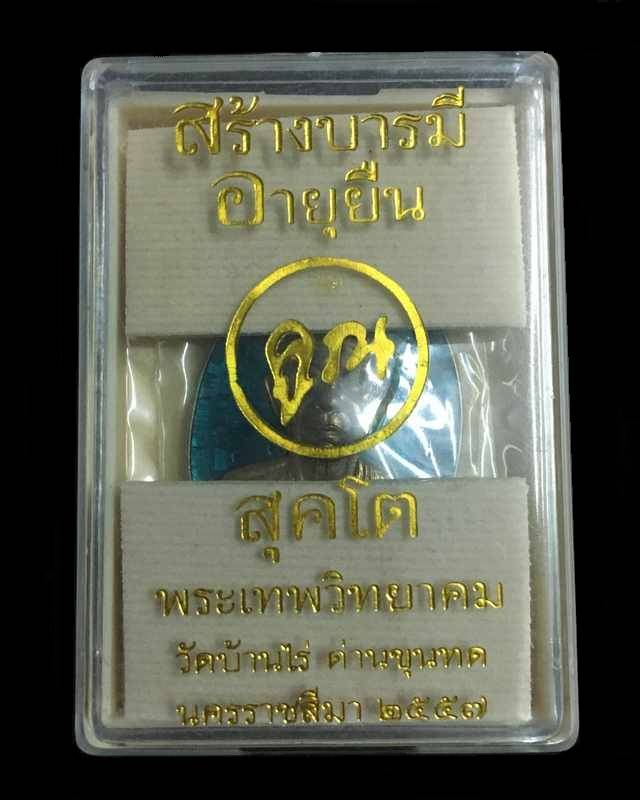 สร้างบารมี
อายุยืน
คูณ
สุคโต
พระเทพวิทยาคม
วัดบ้านไร่ ด่านขุนทด
นครราชสีมา ๒๕๕๗